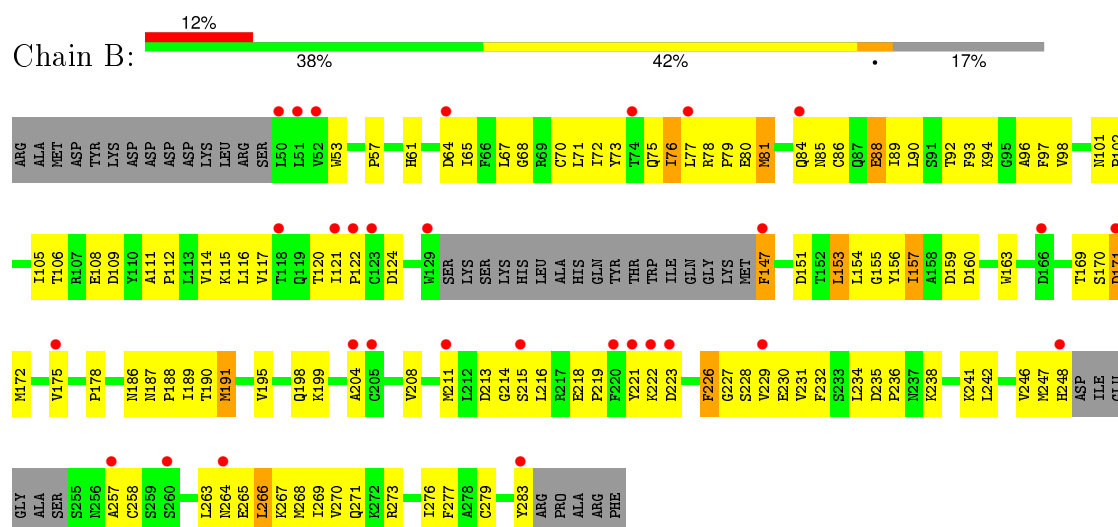 12%
Chain B:
38% 42% • 17%
ARG ALA MET ASP TYR LYS ASP ASP ASP ASP LYS LEU ARG SER L50 L51 V52 W53 P57 H61 D64 I65 F66 L67 G68 R69 C70 L71 I72 Y73 T74 Q75 I76 L77 R78 P79 E80 M81 Q84 N85 C86 Q87 E88 I89 L90 S91 T92 F93 K94 G95 A96 F97 V98 N101 P102
I105 T106 R107 E108 D109 Y110 A111 P112 L113 V114 K115 L116 V117 T118 Q119 T120 I121 P122 C123 D124 W129 SER LYS SER LYS HIS LEU ALA HIS GLN TYR THR TRP ILE GLN GLY LYS MET F147 D151 T152 L153 L154 G155 Y156 I157 A158 D159 D160 W163 D166 T169 S170 D171
M172 V175 P178 N186 N187 P188 I189 T190 M191 V195 Q198 K199 A204 C205 V208 M211 L212 D213 G214 S215 L216 R217 E218 P219 F220 Y221 K222 D223 F226 G227 S228 V229 E230 V231 F232 S233 L234 D235 P236 N237 K238 K241 L242 V246 M247 H248 ASP ILE GLU
GLY ALA SER S255 N256 A257 C258 S259 S260 L263 N264 E265 L266 K267 M268 I269 V270 Q271 K272 R273 I276 F277 A278 C279 Y283 ARG PRO ALA ARG PHE